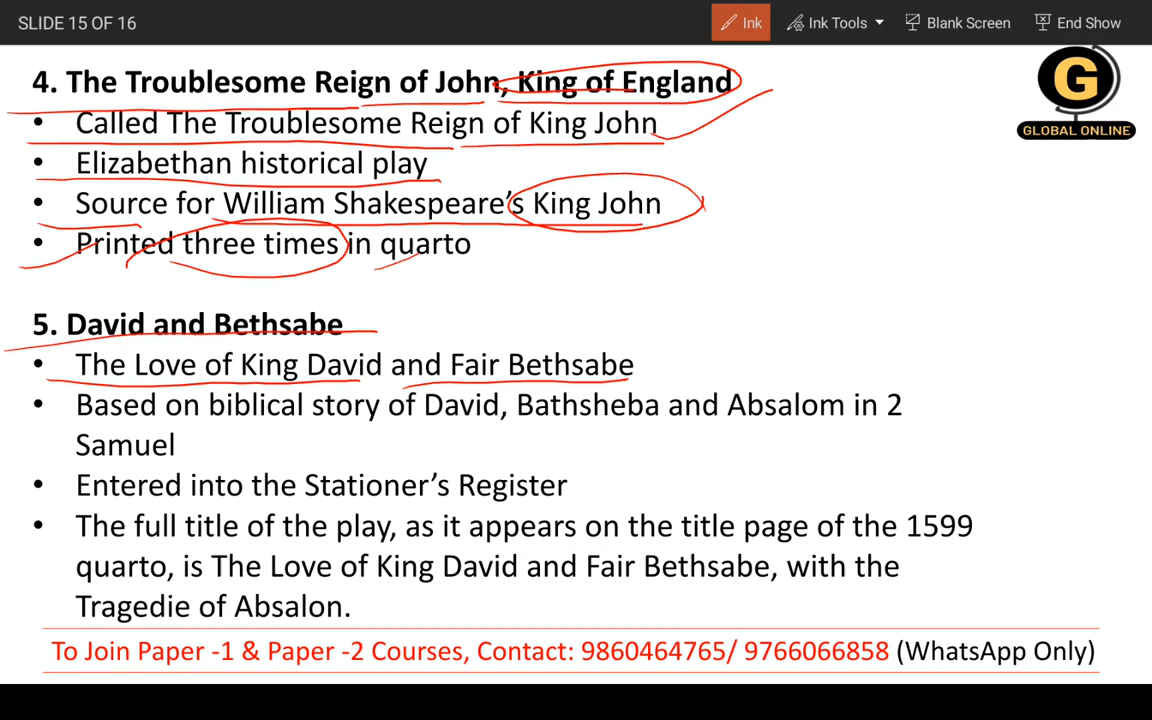 SLIDE 15 OF 16
Ink
Ink Tools
Blank Screen
End Show
4. The Troublesome Reign of John, King of England
• Called The Troublesome Reign of King John
• Elizabethan historical play
• Source for William Shakespeare’s King John
• Printed three times in quarto
G
GLOBAL ONLINE
5. David and Bethsabe
• The Love of King David and Fair Bethsabe
• Based on biblical story of David, Bathsheba and Absalom in 2
Samuel
• Entered into the Stationer’s Register
• The full title of the play, as it appears on the title page of the 1599
quarto, is The Love of King David and Fair Bethsabe, with the
Tragedie of Absalon.
To Join Paper -1 & Paper -2 Courses, Contact: 9860464765/ 9766066858 (WhatsApp Only)